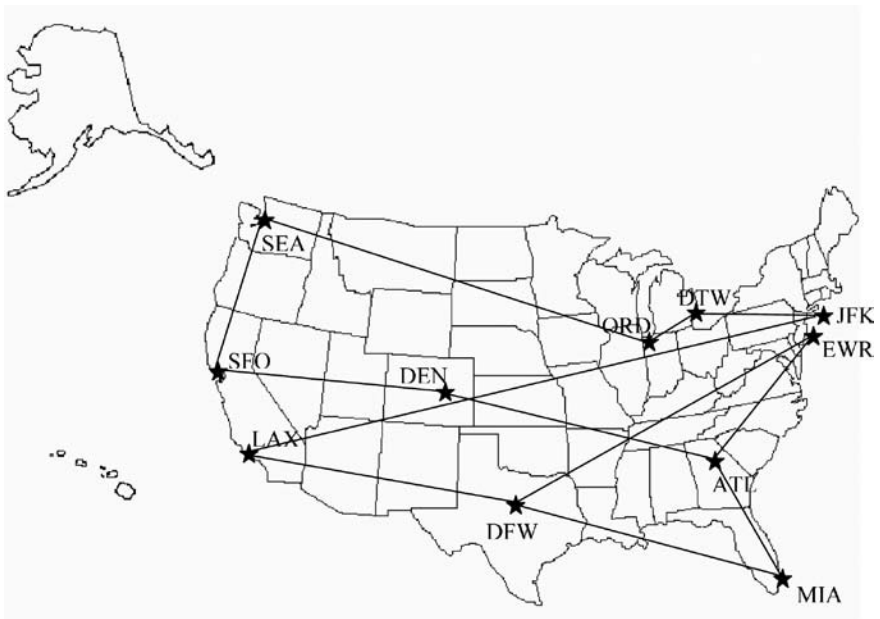 SEA
DTW
ORD
JFK
EWR
SFO
DEN
LAX
ATL
DFW
MIA